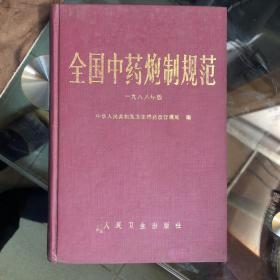 全国中药炮制规范
一九八八年版
中华人民共和国卫生部药政管理局 编
人民卫生出版社